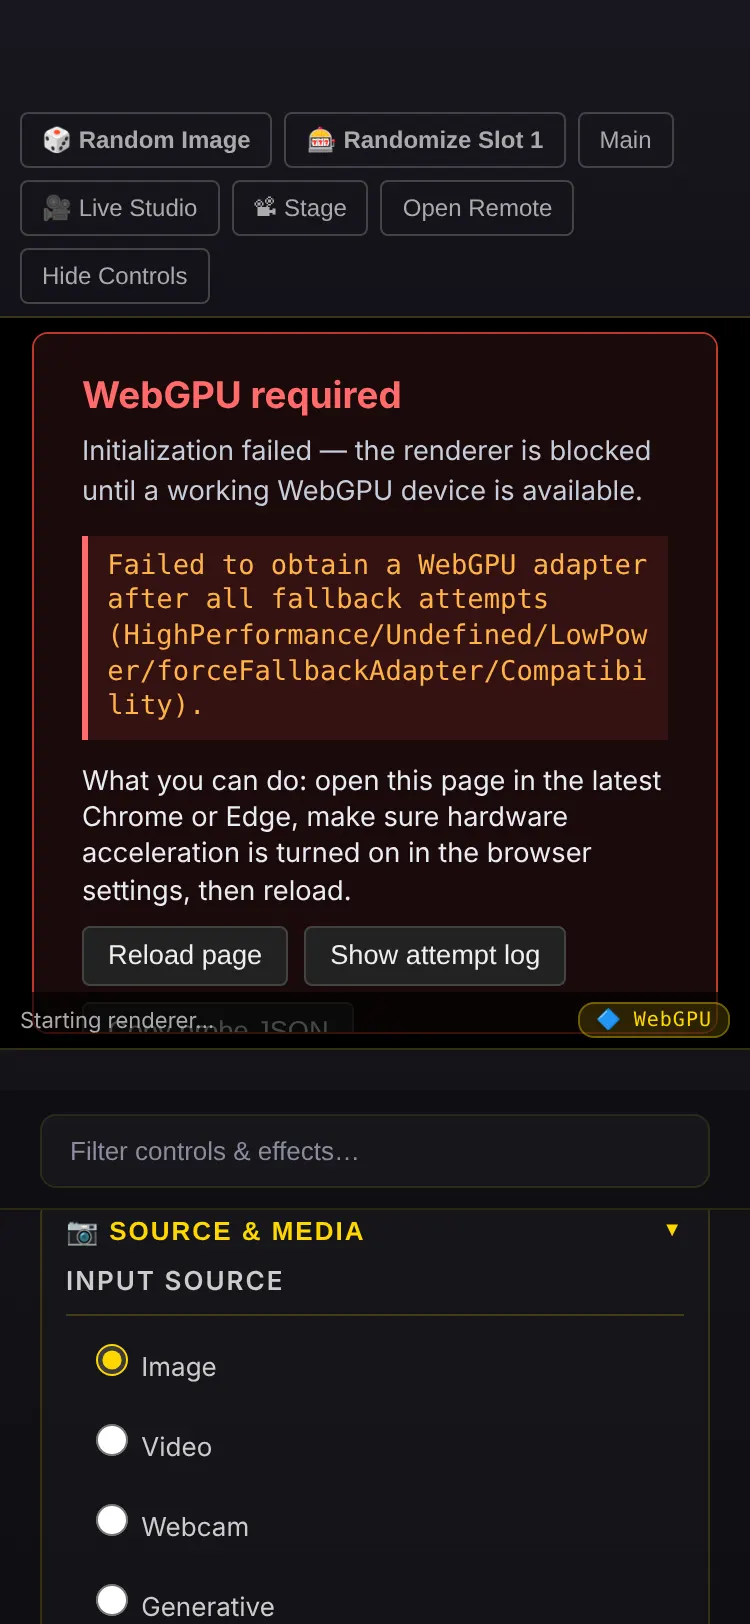 🎲 Random Image
🎰 Randomize Slot 1
Main
🎥 Live Studio
📽 Stage
Open Remote
Hide Controls
WebGPU required
Initialization failed — the renderer is blocked
until a working WebGPU device is available.
Failed to obtain a WebGPU adapter
after all fallback attempts
(HighPerformance/Undefined/LowPow
er/forceFallbackAdapter/Compatibi
lity).
What you can do: open this page in the latest
Chrome or Edge, make sure hardware
acceleration is turned on in the browser
settings, then reload.
Reload page
Show attempt log
Copy probe JSON
Starting renderer...
🔷 WebGPU
Filter controls & effects…
📷 SOURCE & MEDIA ▼
INPUT SOURCE
Image
Video
Webcam
Generative